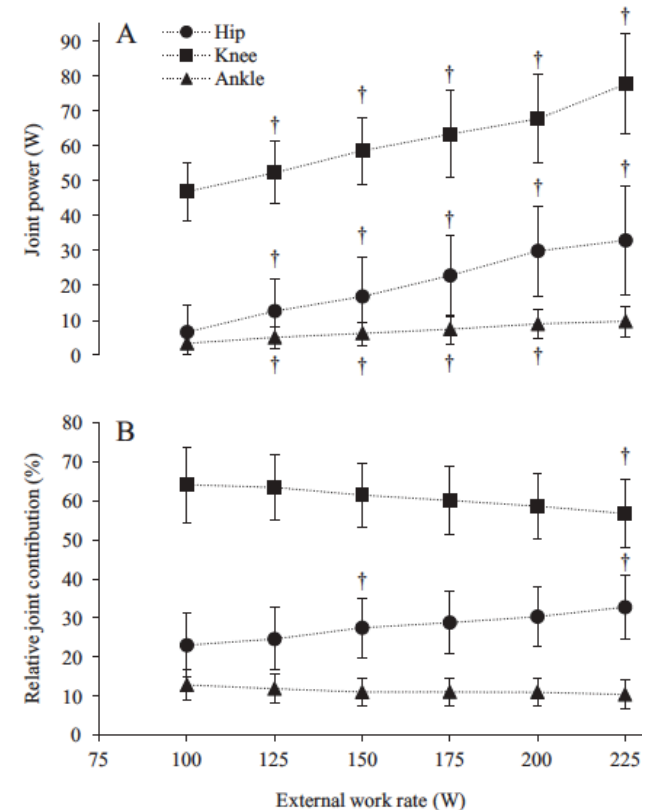 A
Hip
Knee
Ankle
Joint power (W)
90
80
70
60
50
40
30
20
10
0
† † † † †
† † † † †
† † † †
B
Relative joint contribution (%)
80
70
60
50
40
30
20
10
0
†
† †
75 100 125 150 175 200 225
External work rate (W)